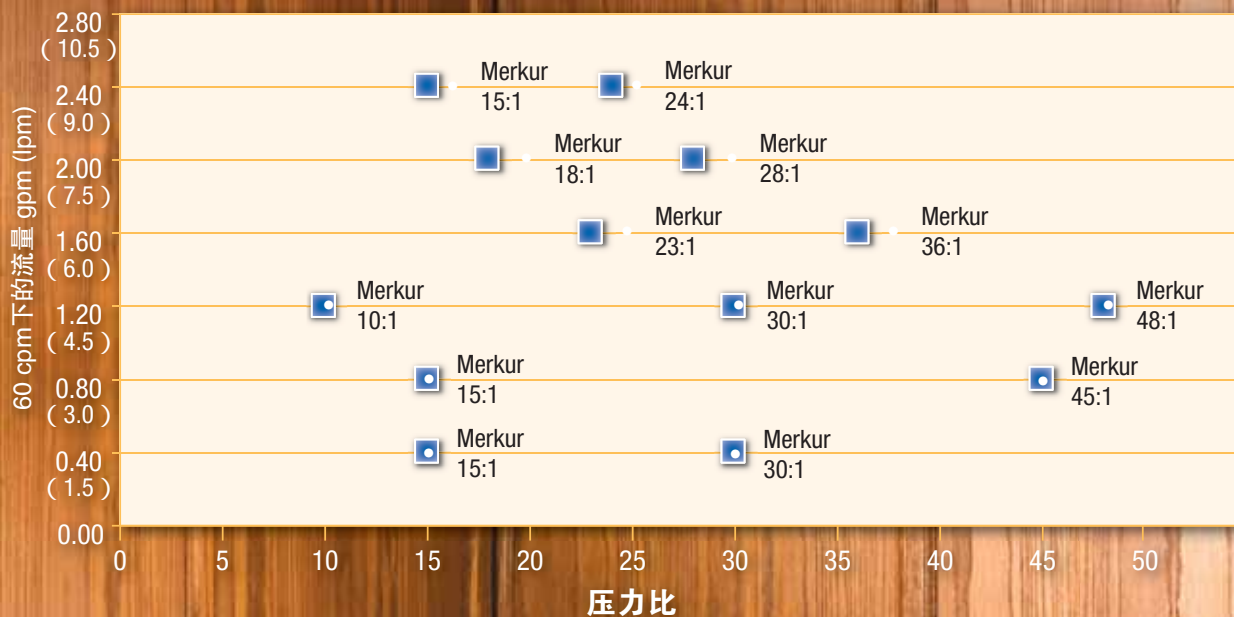 2.80
( 10.5 )
Merkur
15:1
Merkur
24:1
2.40
( 9.0 )
Merkur
18:1
Merkur
28:1
2.00
( 7.5 )
Merkur
23:1
Merkur
36:1
1.60
( 6.0 )
Merkur
10:1
Merkur
30:1
Merkur
48:1
1.20
( 4.5 )
Merkur
15:1
Merkur
45:1
0.80
( 3.0 )
Merkur
15:1
Merkur
30:1
0.40
( 1.5 )
0.00
60 cpm下的流量 gpm (lpm)
0 5 10 15 20 25 30 35 40 45 50
压力比